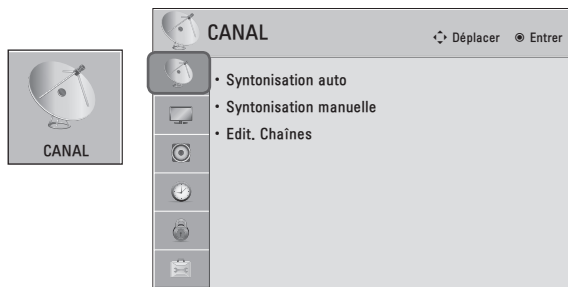 CANAL
CANAL
Déplacer
Entrer
• Syntonisation auto
• Syntonisation manuelle
• Edit. Chaînes